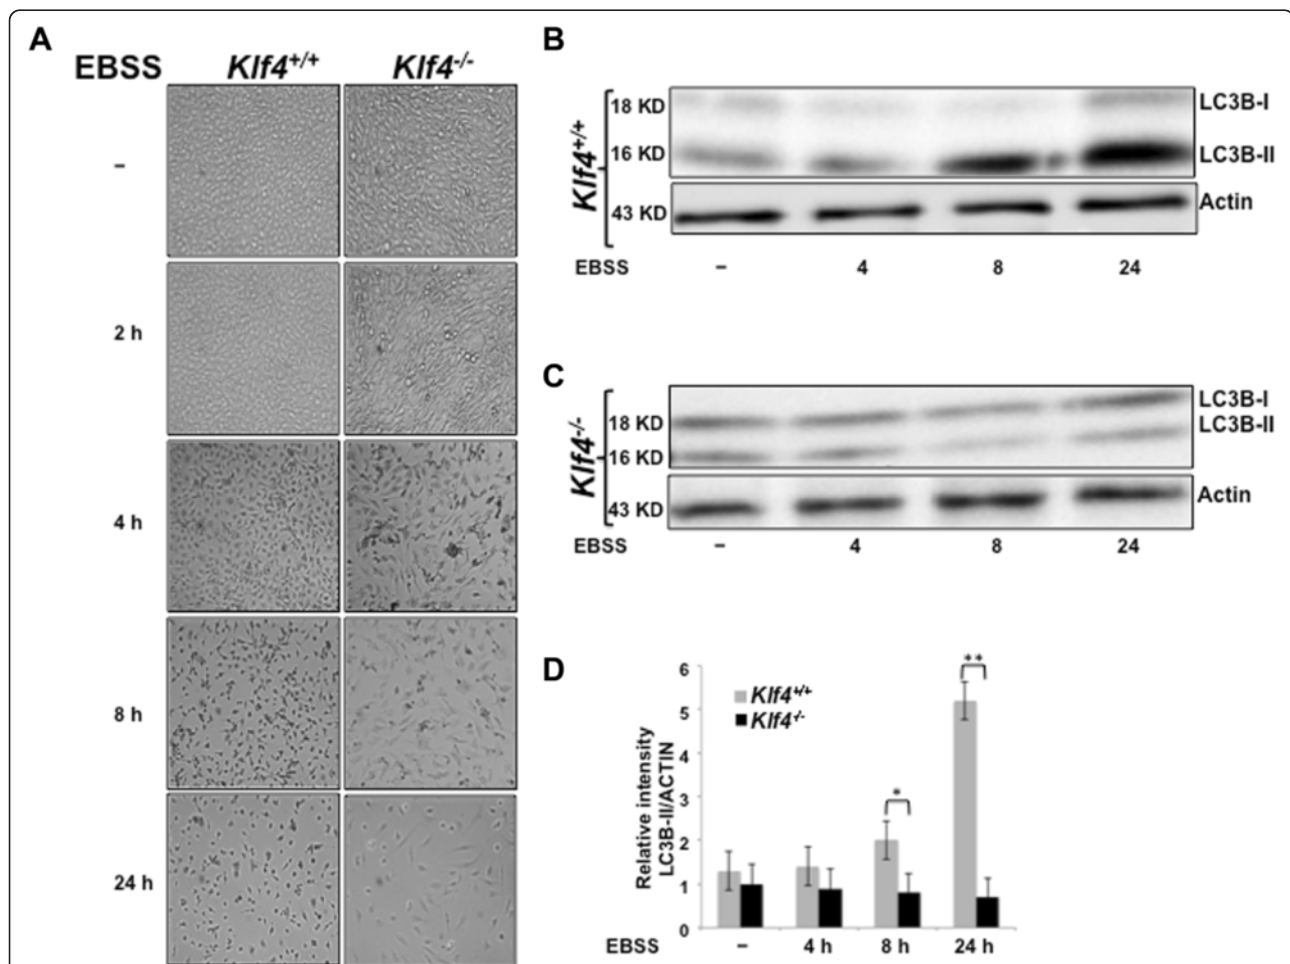 A
EBSS Klf4+/+ Klf4-/-
–
2 h
4 h
8 h
24 h
B
Klf4+/+
18 KD LC3B-I
16 KD LC3B-II
43 KD Actin
EBSS – 4 8 24
C
Klf4-/-
LC3B-I
18 KD LC3B-II
16 KD
43 KD Actin
EBSS – 4 8 24
D
Relative intensity
LC3B-II/ACTIN
6
5
4
3
2
1
0
Klf4+/+
Klf4-/-
*
**
EBSS – 4 h 8 h 24 h